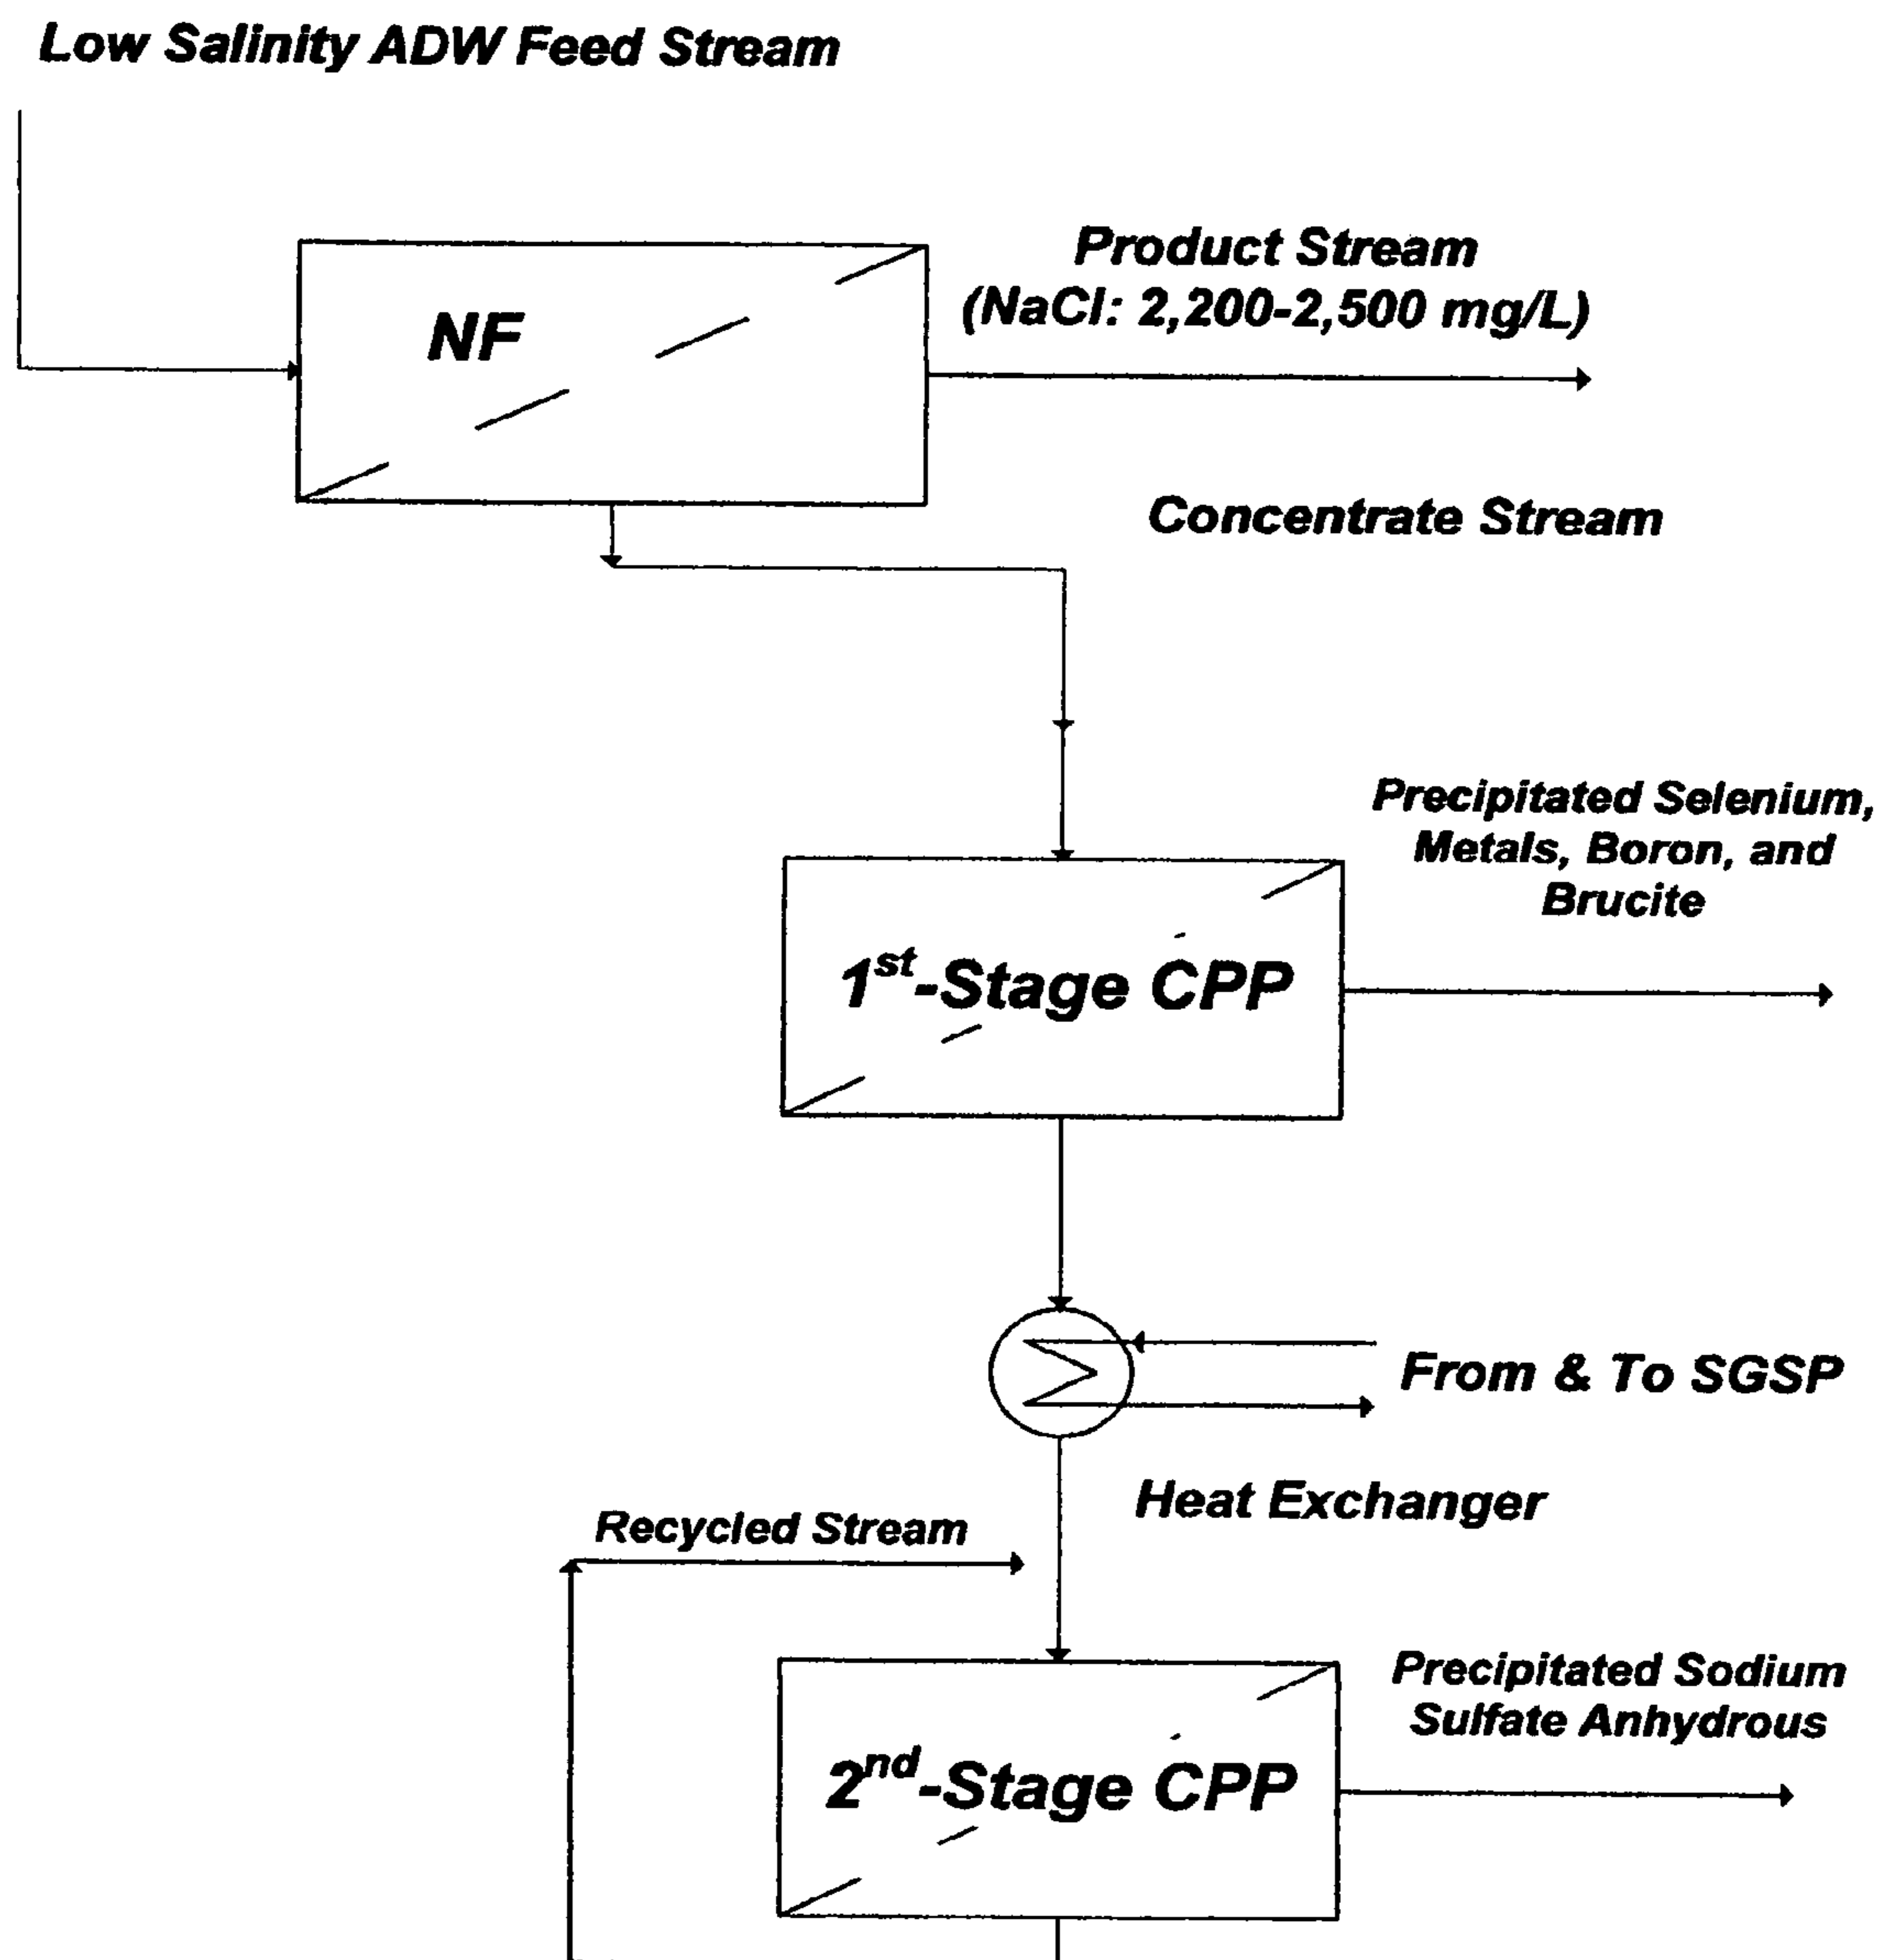 Low Salinity ADW Feed Stream
NF
Product Stream
(NaCl: 2,200-2,500 mg/L)
Concentrate Stream
Precipitated Selenium,
Metals, Boron, and
Brucite
1st-Stage CPP
From & To SGSP
Heat Exchanger
Recycled Stream
Precipitated Sodium
Sulfate Anhydrous
2nd-Stage CPP